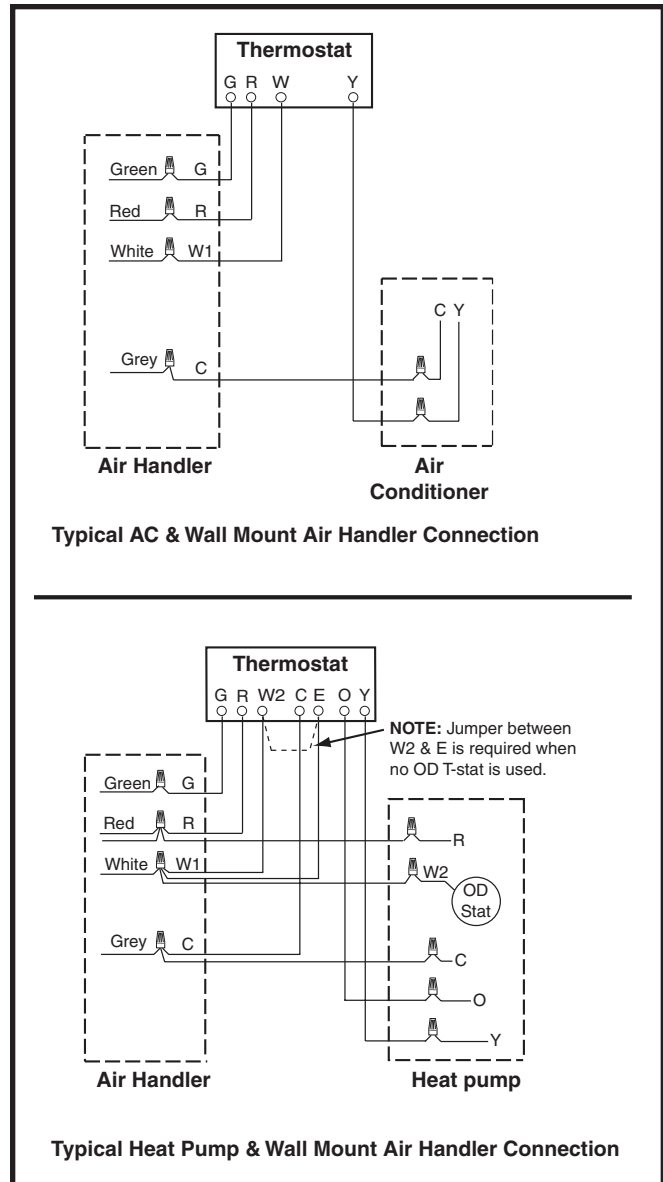 Thermostat
G R W Y
Green G
Red R
White W1
Grey C
C Y
Air Handler
Air
Conditioner
Typical AC & Wall Mount Air Handler Connection
Thermostat
G R W2 C E O Y
NOTE: Jumper between
W2 & E is required when
no OD T-stat is used.
Green G
Red R
White W1
Grey C
R
W2
OD
Stat
C
O
Y
Air Handler
Heat pump
Typical Heat Pump & Wall Mount Air Handler Connection